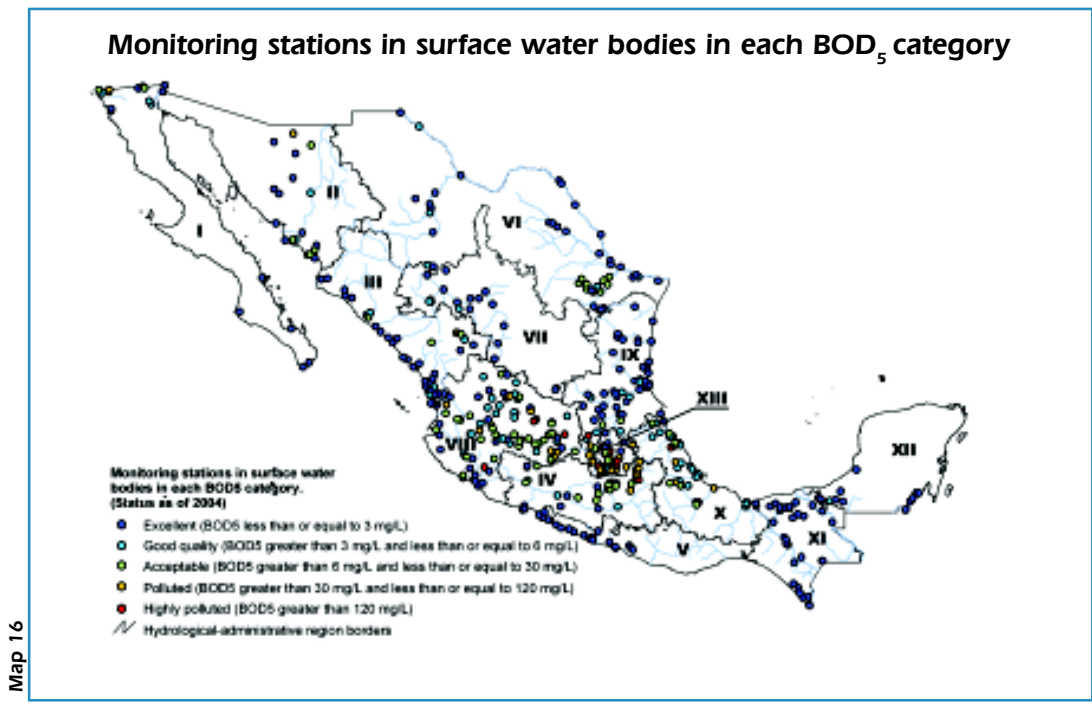 Monitoring stations in surface water bodies in each BOD5 category
I
II
III
VI
VII
IX
XIII
VIII
IV
XII
X
V
XI
Monitoring stations in surface water
bodies in each BOD5 category.
(Status as of 2004)
Excellent (BOD5 less than or equal to 3 mg/L)
Good quality (BOD5 greater than 3 mg/L and less than or equal to 6 mg/L)
Acceptable (BOD5 greater than 6 mg/L and less than or equal to 30 mg/L)
Polluted (BOD5 greater than 30 mg/L and less than or equal to 120 mg/L)
Highly polluted (BOD5 greater than 120 mg/L)
Hydrological-administrative region borders
Map 16